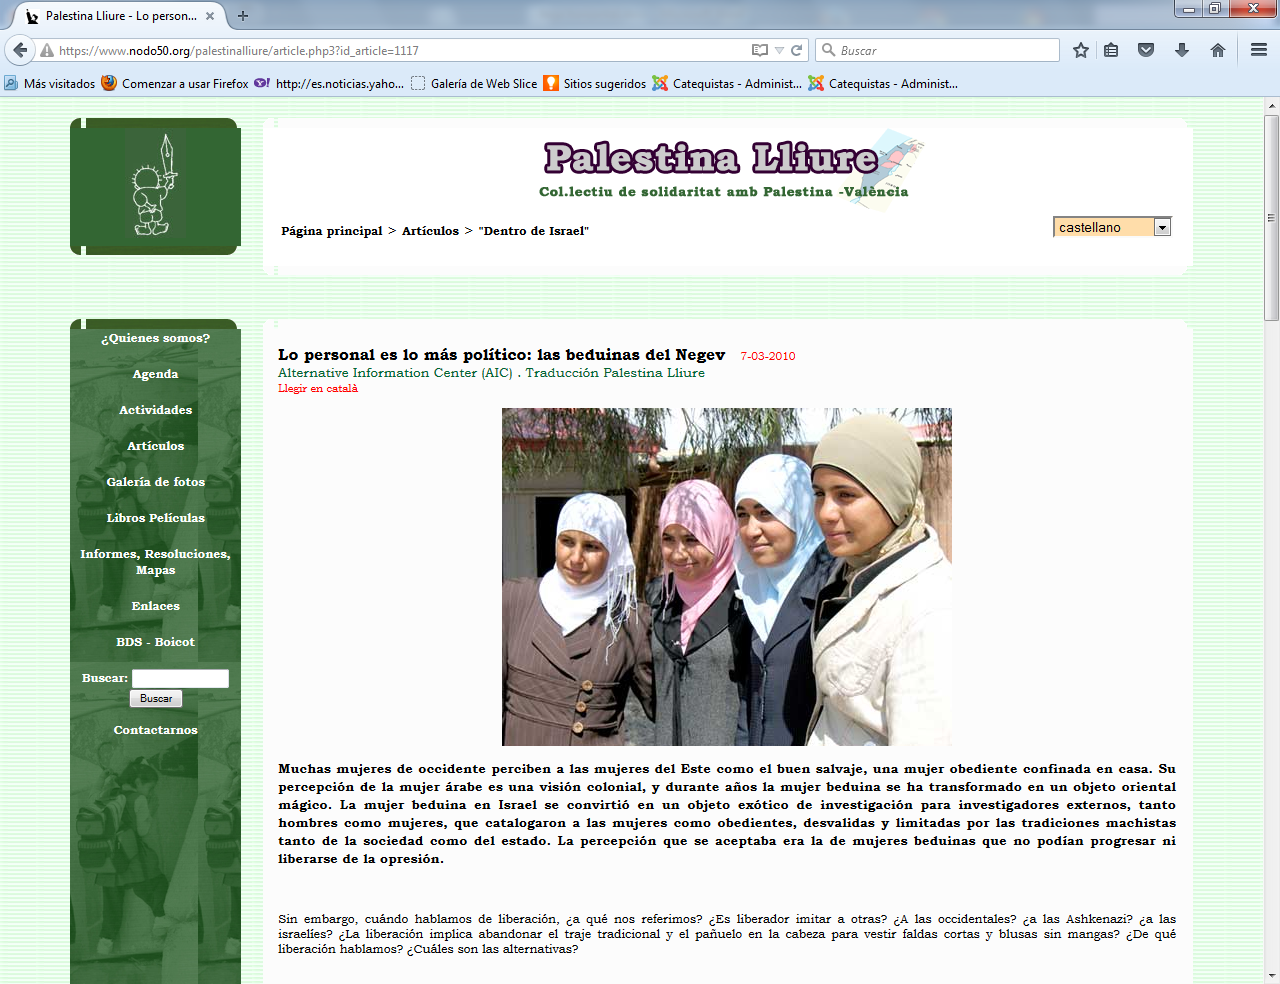 Palestina Lliure - Lo person...
https://www.nodo50.org/palestinalliure/article.php3?id_article=1117
Buscar
Más visitados
Comenzar a usar Firefox
http://es.noticias.yaho...
Galería de Web Slice
Sitios sugeridos
Catequistas - Administ...
Catequistas - Administ...
Palestina Lliure
Col.lectiu de solidaritat amb Palestina -València
Página principal > Artículos > "Dentro de Israel"
castellano
¿Quienes somos?
Agenda
Actividades
Artículos
Galería de fotos
Libros Películas
Informes, Resoluciones,
Mapas
Enlaces
BDS - Boicot
Buscar:
Buscar
Contactarnos
Lo personal es lo más político: las beduinas del Negev 7-03-2010
Alternative Information Center (AIC) . Traducción Palestina Lliure
Llegir en català
Muchas mujeres de occidente perciben a las mujeres del Este como el buen salvaje, una mujer obediente confinada en casa. Su
percepción de la mujer árabe es una visión colonial, y durante años la mujer beduina se ha transformado en un objeto oriental
mágico. La mujer beduina en Israel se convirtió en un objeto exótico de investigación para investigadores externos, tanto
hombres como mujeres, que catalogaron a las mujeres como obedientes, desvalidas y limitadas por las tradiciones machistas
tanto de la sociedad como del estado. La percepción que se aceptaba era la de mujeres beduinas que no podían progresar ni
liberarse de la opresión.
Sin embargo, cuándo hablamos de liberación, ¿a qué nos referimos? ¿Es liberador imitar a otras? ¿A las occidentales? ¿a las Ashkenazi? ¿a las
israelíes? ¿La liberación implica abandonar el traje tradicional y el pañuelo en la cabeza para vestir faldas cortas y blusas sin mangas? ¿De qué
liberación hablamos? ¿Cuáles son las alternativas?